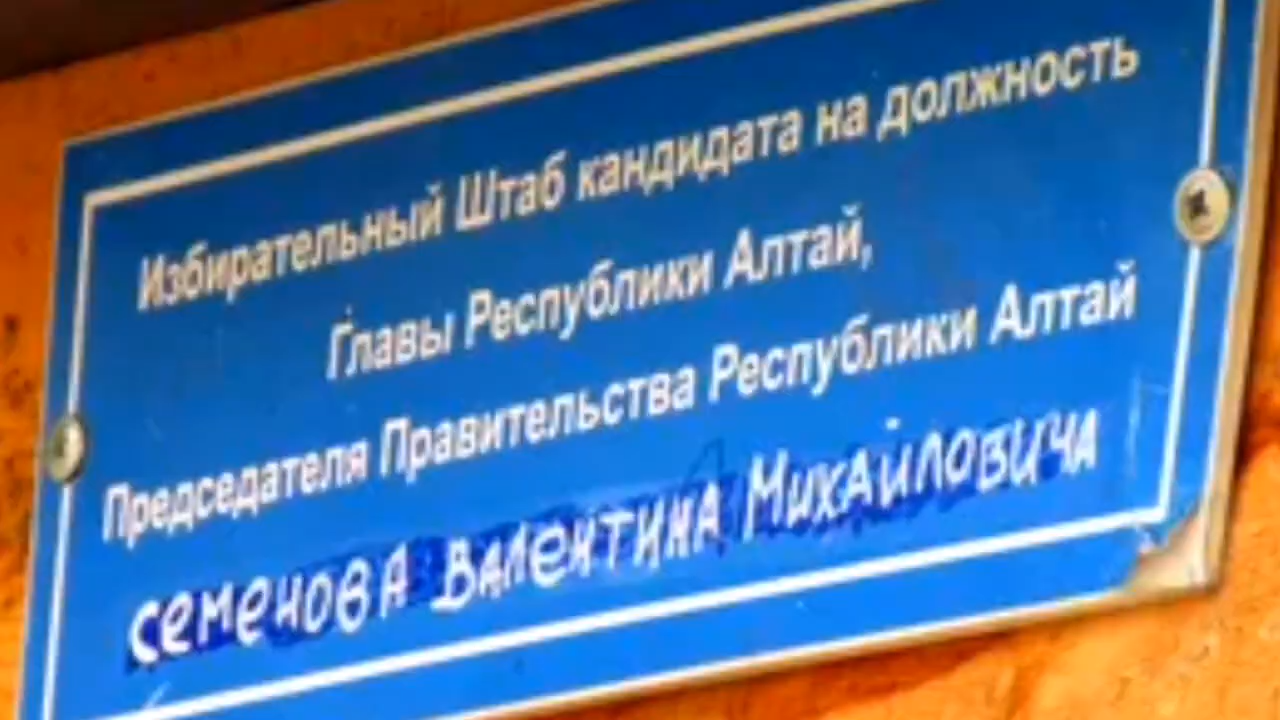 Избирательный Штаб кандидата на должность
Главы Республики Алтай,
Председателя Правительства Республики Алтай
СЕМЕНОВА ВАЛЕНТИНА МИХАЙЛОВИЧА